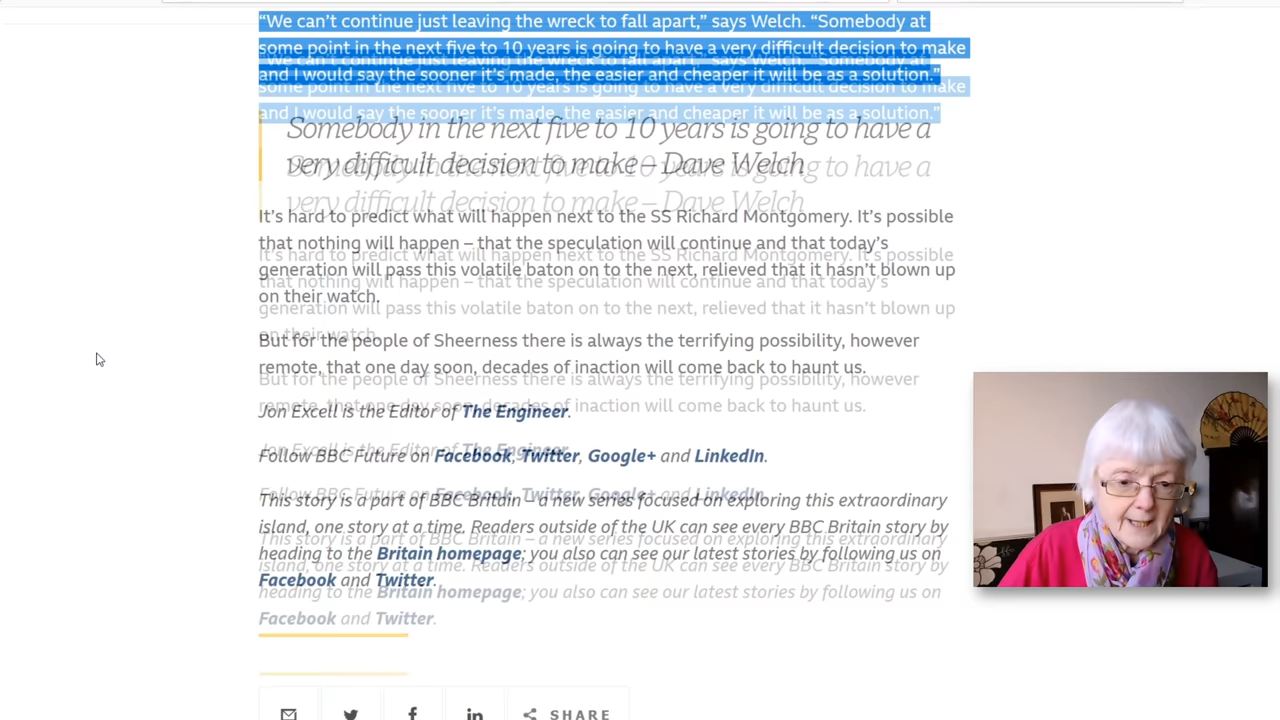 “We can’t continue just leaving the wreck to fall apart,” says Welch. “Somebody at
some point in the next five to 10 years is going to have a very difficult decision to make
and I would say the sooner it’s made, the easier and cheaper it will be as a solution.”
Somebody in the next five to 10 years is going to have a
very difficult decision to make – Dave Welch
It’s hard to predict what will happen next to the SS Richard Montgomery. It’s possible
that nothing will happen – that the speculation will continue and that today’s
generation will pass this volatile baton on to the next, relieved that it hasn’t blown up
on their watch.
But for the people of Sheerness there is always the terrifying possibility, however
remote, that one day soon, decades of inaction will come back to haunt us.
Jon Excell is the Editor of The Engineer.
Follow BBC Future on Facebook, Twitter, Google+ and LinkedIn.
This story is a part of BBC Britain – a new series focused on exploring this extraordinary
island, one story at a time. Readers outside of the UK can see every BBC Britain story by
heading to the Britain homepage; you also can see our latest stories by following us on
Facebook and Twitter.
SHARE